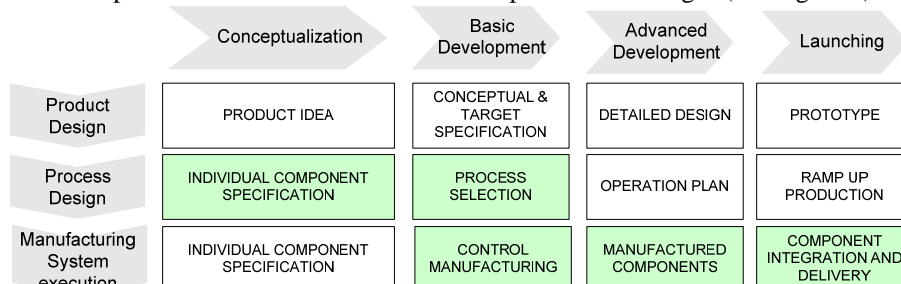 Conceptualization
Basic
Development
Advanced
Development
Launching
Product
Design
PRODUCT IDEA
CONCEPTUAL &
TARGET
SPECIFICATION
DETAILED DESIGN
PROTOTYPE
Process
Design
INDIVIDUAL COMPONENT
SPECIFICATION
PROCESS
SELECTION
OPERATION PLAN
RAMP UP
PRODUCTION
Manufacturing
System
execution
INDIVIDUAL COMPONENT
SPECIFICATION
CONTROL
MANUFACTURING
MANUFACTURED
COMPONENTS
COMPONENT
INTEGRATION AND
DELIVERY